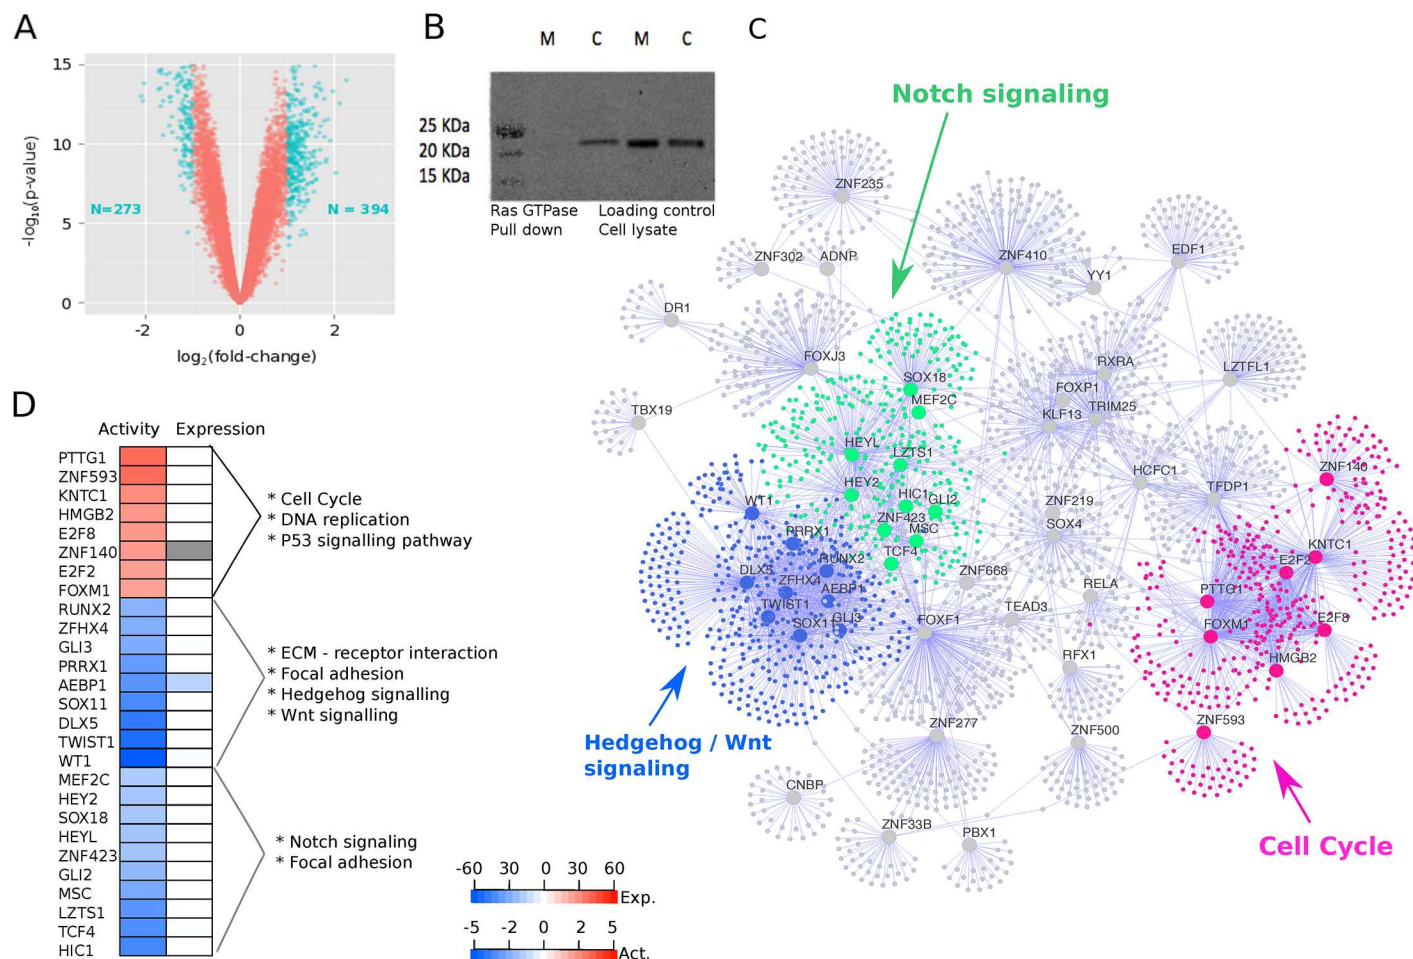 A
15
10
5
0
-log10(p-value)
N=273
N = 394
-2
0
2
log2(fold-change)
B
M
C
M
C
25 KDa
20 KDa
15 KDa
Ras GTPase
Pull down
Loading control
Cell lysate
C
Notch signaling
ZNF235
ZNF302
ADNP
ZNF410
EDF1
YY1
DR1
FOXJ3
RXRA
LZTFL1
SOX18
FOXP1
MEF2C
TBX19
KLF13
TRIM25
HEYL
LZTS1
HCFC1
ZNF140
TFDP1
WT1
HEY2
HIC1
GLI2
ZNF219
ZNF423
MSC
SOX4
PRRX1
TCF4
KNTC1
RUNX2
DLX5
ZFHX4
ZNF668
E2F2
AEBP1
RELA
PTTG1
TWIST1
TEAD3
SOX11
GLI3
FOXF1
FOXM1
E2F8
RFX1
HMGB2
ZNF277
ZNF500
ZNF593
CNBP
ZNF33B
PBX1
Hedgehog / Wnt
signaling
Cell Cycle
D
Activity
Expression
PTTG1
ZNF593
KNTC1
HMGB2
E2F8
ZNF140
E2F2
FOXM1
RUNX2
ZFHX4
GLI3
PRRX1
AEBP1
SOX11
DLX5
TWIST1
WT1
MEF2C
HEY2
SOX18
HEYL
ZNF423
GLI2
MSC
LZTS1
TCF4
HIC1
* Cell Cycle
* DNA replication
* P53 signalling pathway
* ECM - receptor interaction
* Focal adhesion
* Hedgehog signalling
* Wnt signalling
* Notch signaling
* Focal adhesion
-60 -30 0 30 60
Exp.
-5 -2 0 2 5
Act.